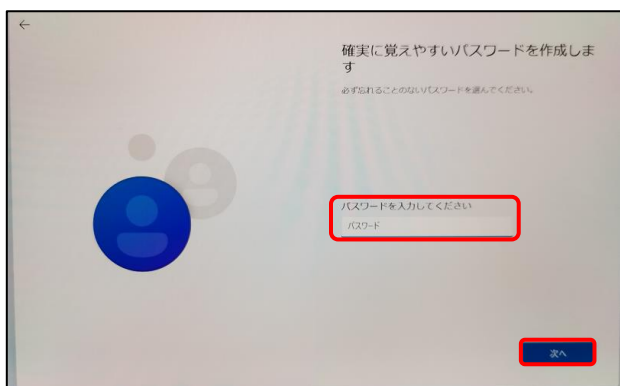 ←
確実に覚えやすいパスワードを作成しま
す
必ず忘れることのないパスワードを選んでください。
パスワードを入力してください
パスワード
次へ